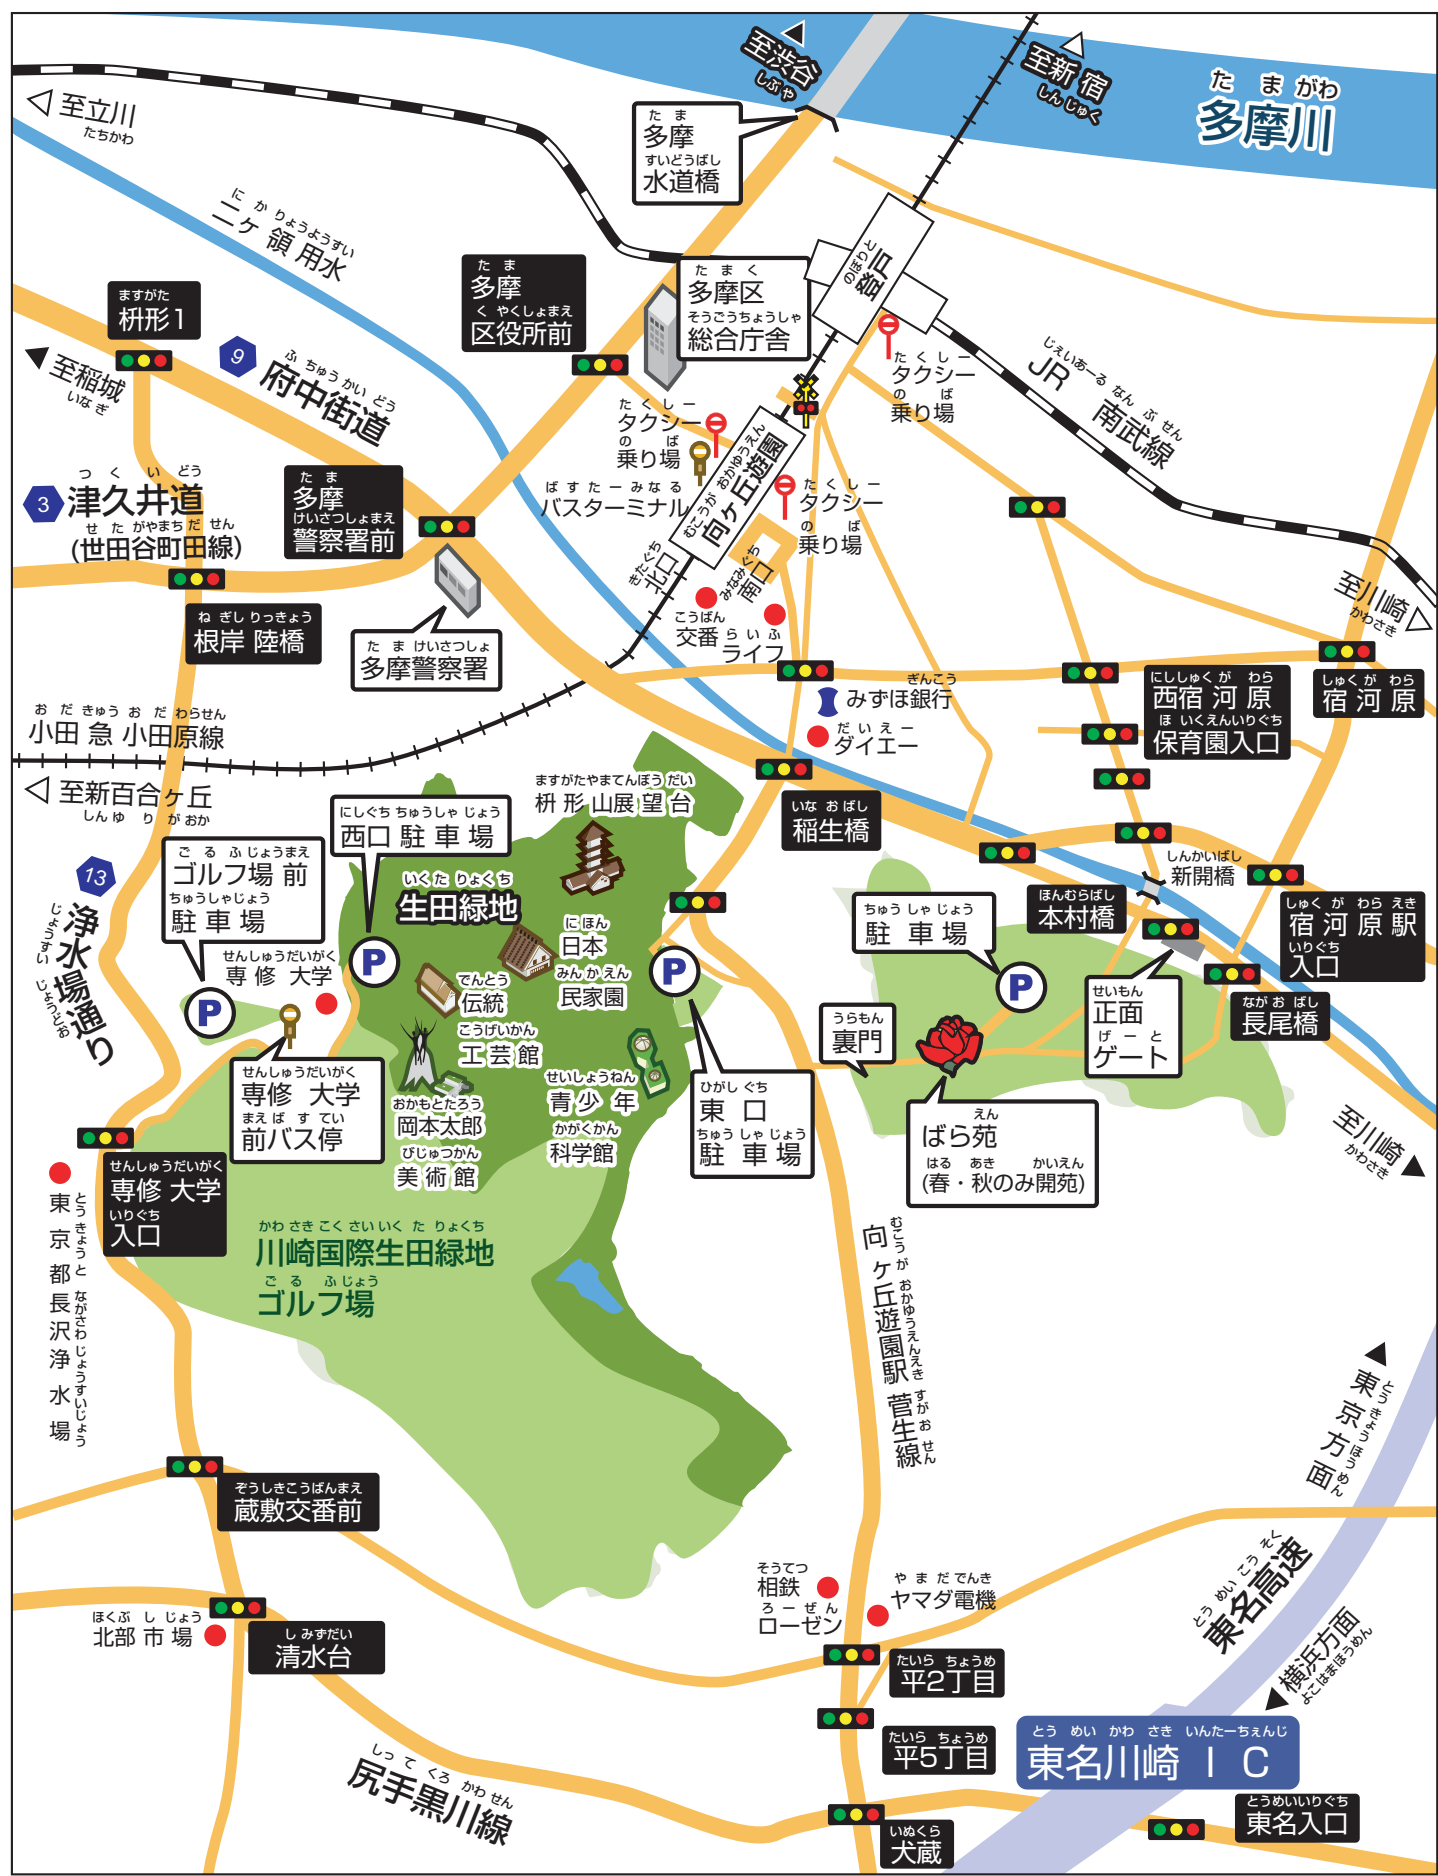 至渋谷
しぶや
至新宿
しんじゅく
たまがわ
多摩川
至立川
たちかわ
たま
多摩
すいどうばし
水道橋
にかりょうようすい
二ヶ領用水
のぼりと
登戸
ますがた
枡形1
たま
多摩
くやくしょまえ
区役所前
たまく
多摩区
そうごうちょうしゃ
総合庁舎
至稲城
いなぎ
9
ふちゅうかいどう
府中街道
たくしー
タクシー
のば
乗り場
じぇいあーるなんぶせん
JR 南武線
たくしー
タクシー
のば
乗り場
ばすたーみなる
バスターミナル
むこうがおかゆうえん
向ヶ丘遊園
たくしー
タクシー
のば
乗り場
3
つくいどう
津久井道
せたがやまちだせん
(世田谷町田線)
たま
多摩
けいさつしょまえ
警察署前
きたぐち
北口
みなみぐち
南口
至川崎
かわさき
ねぎしりっきょう
根岸陸橋
たまけいさつしょ
多摩警察署
こうばん
交番
らいふ
ライフ
ぎんこう
みずほ銀行
だいえー
ダイエー
にししゅくがわら
西宿河原
ほいくえんいりぐち
保育園入口
しゅくがわら
宿河原
おだきゅうおだわらせん
小田急小田原線
至新百合ヶ丘
しんゆりがおか
ますがたやまてんぼうだい
枡形山展望台
いなおばし
稲生橋
にしぐちちゅうしゃじょう
西口駐車場
ごるふじょうまえ
ゴルフ場前
ちゅうしゃじょう
駐車場
13
じょうすいじょうどおり
浄水場通り
いくたりょくち
生田緑地
しんかいばし
新開橋
ほんむらばし
本村橋
しゅくがわらえき
宿河原駅
いりぐち
入口
ちゅうしゃじょう
駐車場
せんしゅうだいがく
専修大学
P
P
P
P
にほん
日本
みんかえん
民家園
でんとう
伝統
こうげいかん
工芸館
ながおばし
長尾橋
せいもん
正面
げーと
ゲート
うらもん
裏門
せんしゅうだいがく
専修大学
まえばすてい
前バス停
おかもとたろう
岡本太郎
びじゅつかん
美術館
せいしょうねん
青少年
かがくかん
科学館
ひがしぐち
東口
ちゅうしゃじょう
駐車場
えん
ばら苑
はるあきかいえん
(春・秋のみ開苑)
至川崎
かわさき
せんしゅうだいがく
専修大学
いりぐち
入口
とうきょうとながさわじょうすいじょう
東京都長沢浄水場
かわさきこくさいいくたりょくち
川崎国際生田緑地
ごるふじょう
ゴルフ場
むこうがおかゆうえんえきすがおせん
向ヶ丘遊園駅菅生線
とうきょうほうめん
東京方面
ぞうしきこうばんまえ
蔵敷交番前
とうめいこうそく
東名高速
よこはまほうめん
横浜方面
そうてつ
相鉄
ろーぜん
ローゼン
やまだでんき
ヤマダ電機
ほくぶしじょう
北部市場
しみずだい
清水台
たいらちょうめ
平2丁目
たいらちょうめ
平5丁目
とうめいかわさきいんたーちぇんじ
東名川崎IC
しってくろかわせん
尻手黒川線
いぬくら
犬蔵
とうめいいりぐち
東名入口